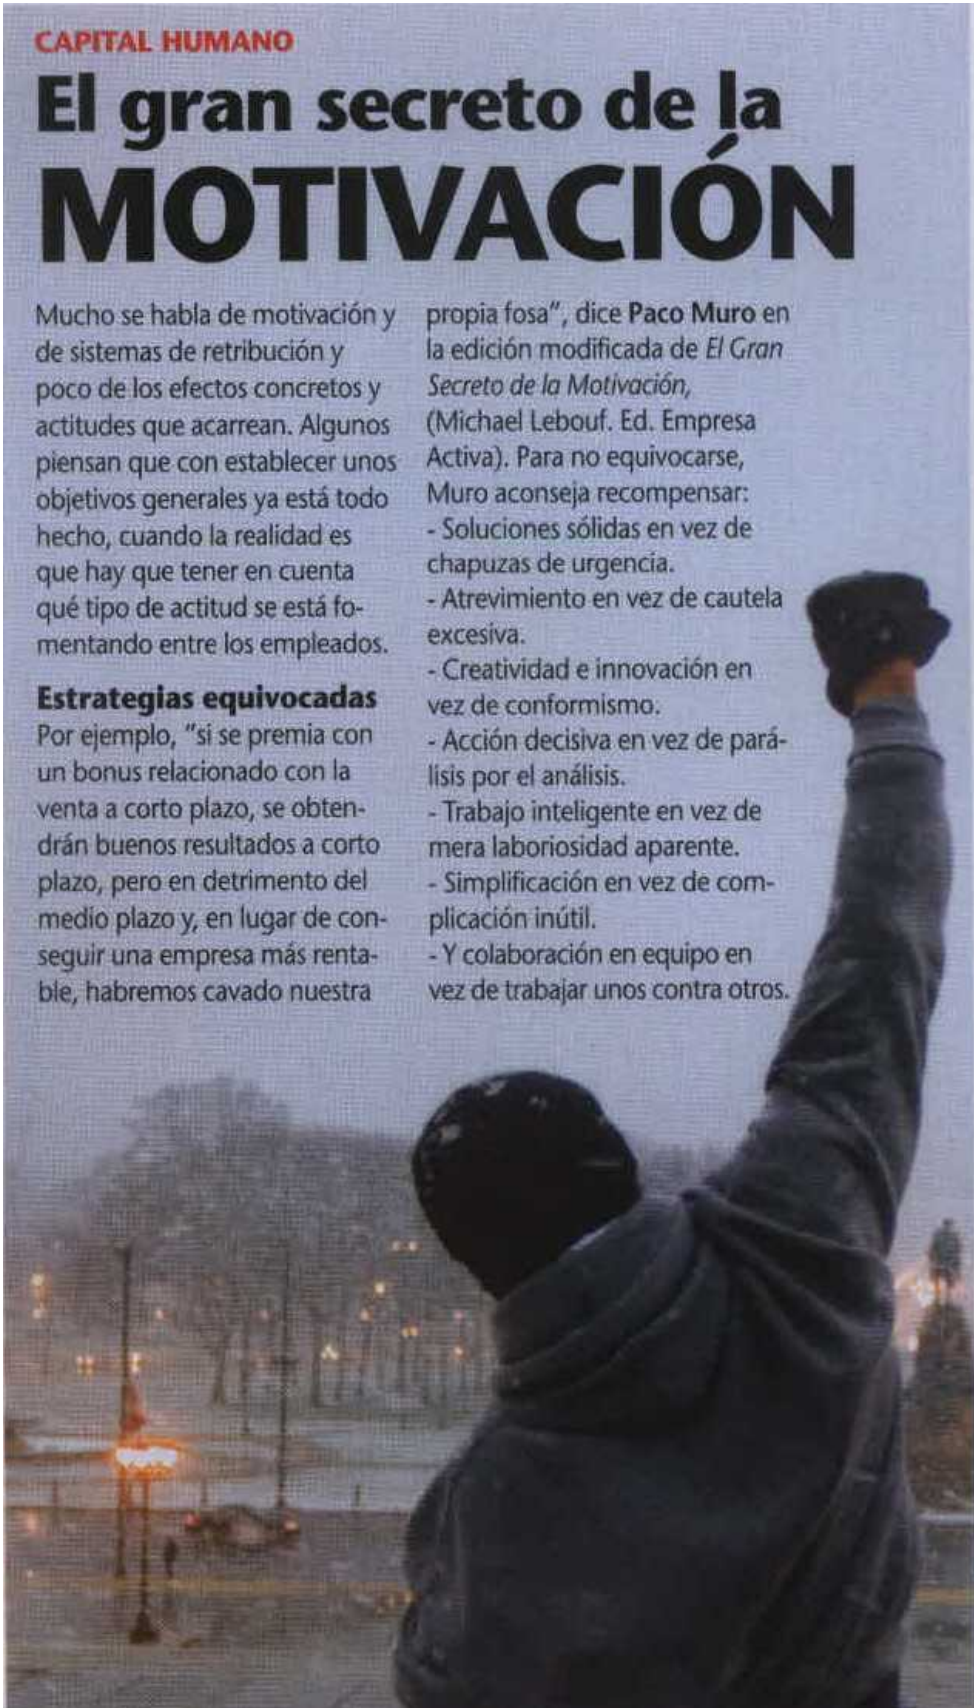 CAPITAL HUMANO
El gran secreto de la
MOTIVACIÓN
Mucho se habla de motivación y
de sistemas de retribución y
poco de los efectos concretos y
actitudes que acarrean. Algunos
piensan que con establecer unos
objetivos generales ya está todo
hecho, cuando la realidad es
que hay que tener en cuenta
qué tipo de actitud se está fo-
mentando entre los empleados.
Estrategias equivocadas
Por ejemplo, "si se premia con
un bonus relacionado con la
venta a corto plazo, se obten-
drán buenos resultados a corto
plazo, pero en detrimento del
medio plazo y, en lugar de con-
seguir una empresa más renta-
ble, habremos cavado nuestra
propia fosa", dice Paco Muro en
la edición modificada de El Gran
Secreto de la Motivación,
(Michael Lebouf. Ed. Empresa
Activa). Para no equivocarse,
Muro aconseja recompensar:
- Soluciones sólidas en vez de
chapuzas de urgencia.
- Atrevimiento en vez de cautela
excesiva.
- Creatividad e innovación en
vez de conformismo.
- Acción decisiva en vez de pará-
lisis por el análisis.
- Trabajo inteligente en vez de
mera laboriosidad aparente.
- Simplificación en vez de com-
plicación inútil.
- Y colaboración en equipo en
vez de trabajar unos contra otros.